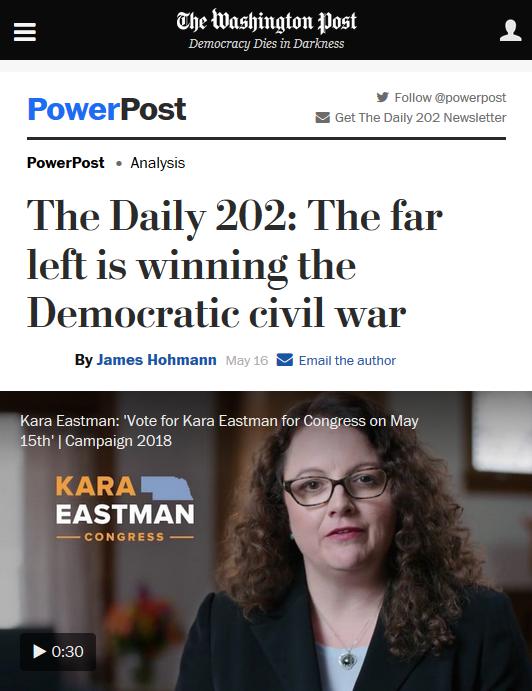 The Washington Post
Democracy Dies in Darkness
PowerPost
Follow @powerpost
Get The Daily 202 Newsletter
PowerPost • Analysis
The Daily 202: The far
left is winning the
Democratic civil war
By James Hohmann May 16 Email the author
Kara Eastman: 'Vote for Kara Eastman for Congress on May
15th' | Campaign 2018
KARA
EASTMAN
CONGRESS
0:30